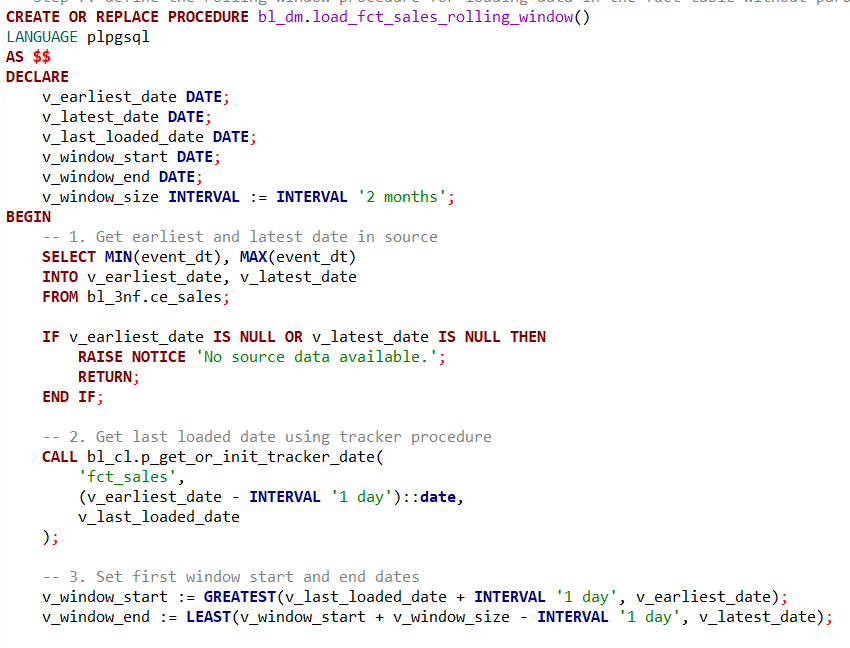 Step 7: define the rolling window procedure for loading data in the fact table without
CREATE OR REPLACE PROCEDURE bl_dm.load_fct_sales_rolling_window()
LANGUAGE plpgsql
AS $$
DECLARE
    v_earliest_date DATE;
    v_latest_date DATE;
    v_last_loaded_date DATE;
    v_window_start DATE;
    v_window_end DATE;
    v_window_size INTERVAL := INTERVAL '2 months';
BEGIN
    -- 1. Get earliest and latest date in source
    SELECT MIN(event_dt), MAX(event_dt)
    INTO v_earliest_date, v_latest_date
    FROM bl_3nf.ce_sales;

    IF v_earliest_date IS NULL OR v_latest_date IS NULL THEN
        RAISE NOTICE 'No source data available.';
        RETURN;
    END IF;

    -- 2. Get last loaded date using tracker procedure
    CALL bl_cl.p_get_or_init_tracker_date(
        'fct_sales',
        (v_earliest_date - INTERVAL '1 day')::date,
        v_last_loaded_date
    );

    -- 3. Set first window start and end dates
    v_window_start := GREATEST(v_last_loaded_date + INTERVAL '1 day', v_earliest_date);
    v_window_end := LEAST(v_window_start + v_window_size - INTERVAL '1 day', v_latest_date);